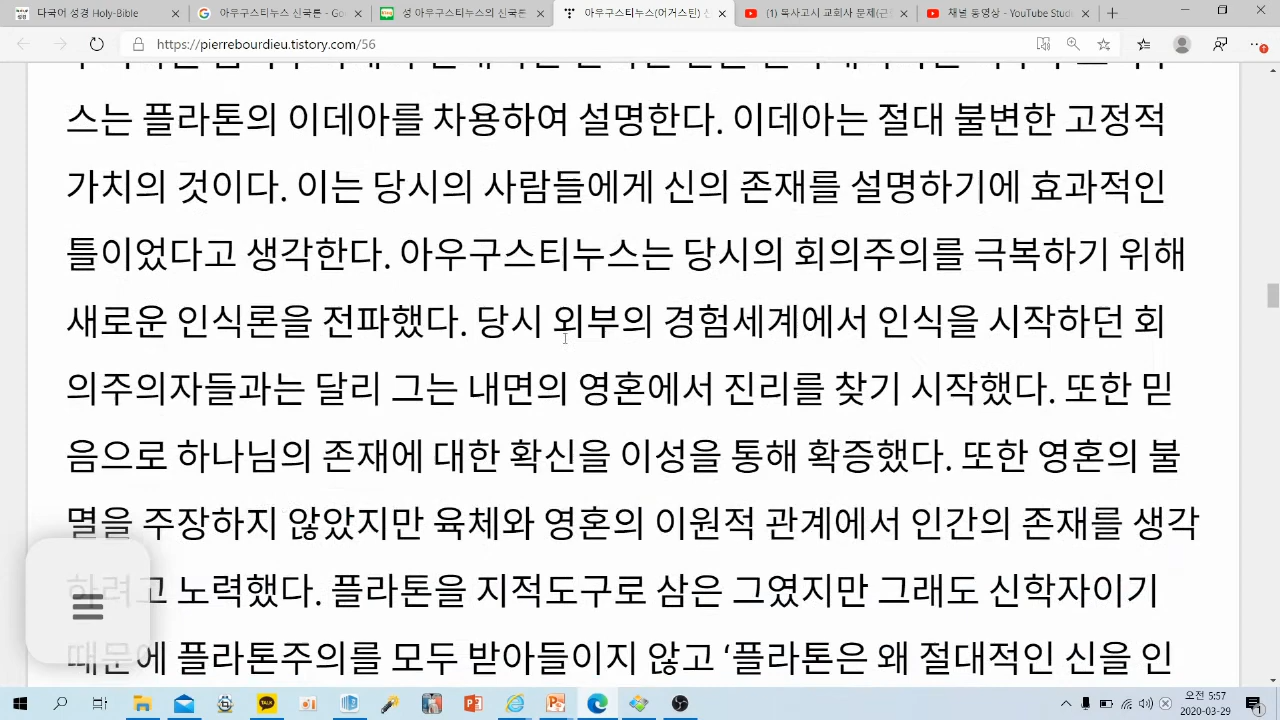 다국어 성경 Holy-Bible
아우구스티누스 신국론 - Go
성 아우구스티누스의 신국론
아우구스티누스(어거스틴)
(1) 목사고시 교회사 문제(근
채널 동영상 - YouTube Stud
https://pierrebourdieu.tistory.com/56
스는 플라톤의 이데아를 차용하여 설명한다. 이데아는 절대 불변한 고정적
가치의 것이다. 이는 당시의 사람들에게 신의 존재를 설명하기에 효과적인
틀이었다고 생각한다. 아우구스티누스는 당시의 회의주의를 극복하기 위해
새로운 인식론을 전파했다. 당시 외부의 경험세계에서 인식을 시작하던 회
의주의자들과는 달리 그는 내면의 영혼에서 진리를 찾기 시작했다. 또한 믿
음으로 하나님의 존재에 대한 확신을 이성을 통해 확증했다. 또한 영혼의 불
멸을 주장하지 않았지만 육체와 영혼의 이원적 관계에서 인간의 존재를 생각
하려고 노력했다. 플라톤을 지적도구로 삼은 그였지만 그래도 신학자이기
때문에 플라톤주의를 모두 받아들이지 않고 ‘플라톤은 왜 절대적인 신을 인
TALK
오전 5:57
2020-03-29